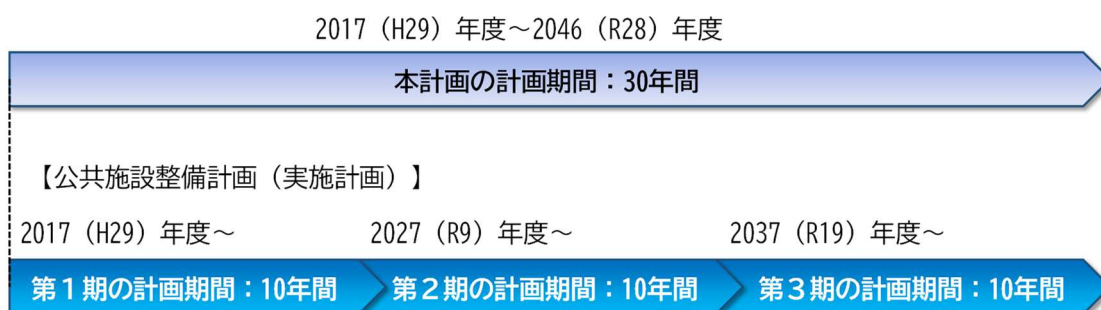 2017（H29）年度～2046（R28）年度
本計画の計画期間：30年間
【公共施設整備計画（実施計画）】
2017（H29）年度～
2027（R9）年度～
2037（R19）年度～
第１期の計画期間：10年間
第２期の計画期間：10年間
第３期の計画期間：10年間